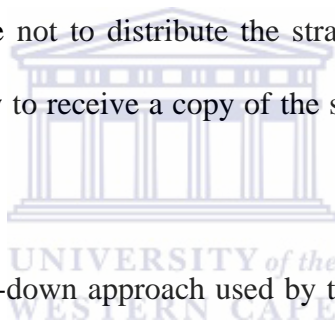 not to distribute the stra
to receive a copy of the s
UNIVERSITY of the
-down approach used by t
WESTERN CAPE